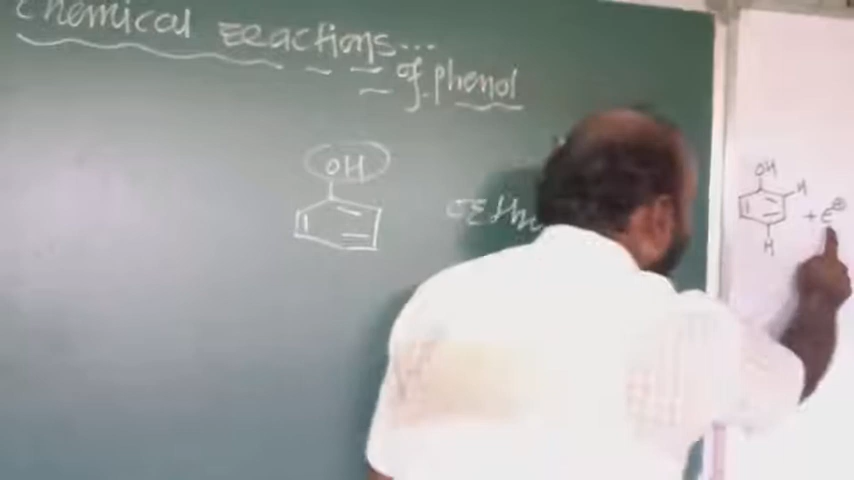 Chemical Reactions...
of phenol
OH
OH
H
+ E⊕
H